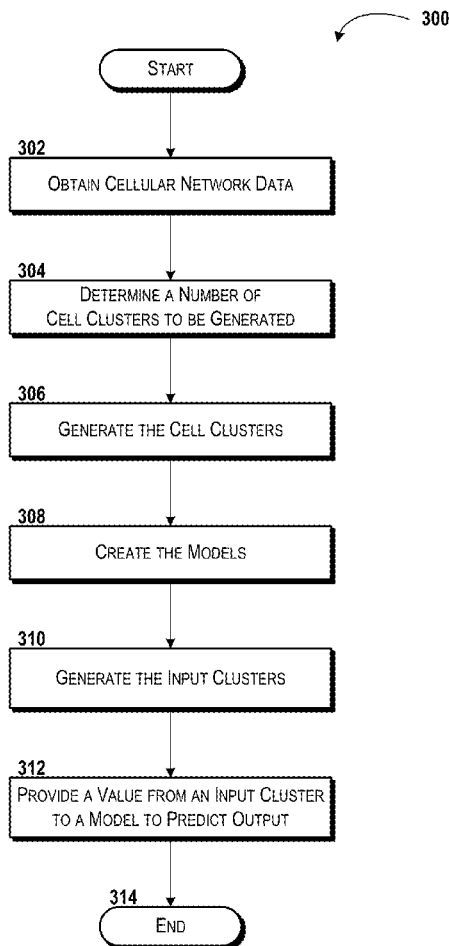 300
START
302
OBTAIN CELLULAR NETWORK DATA
304
DETERMINE A NUMBER OF
CELL CLUSTERS TO BE GENERATED
306
GENERATE THE CELL CLUSTERS
308
CREATE THE MODELS
310
GENERATE THE INPUT CLUSTERS
312
PROVIDE A VALUE FROM AN INPUT CLUSTER
TO A MODEL TO PREDICT OUTPUT
314
END